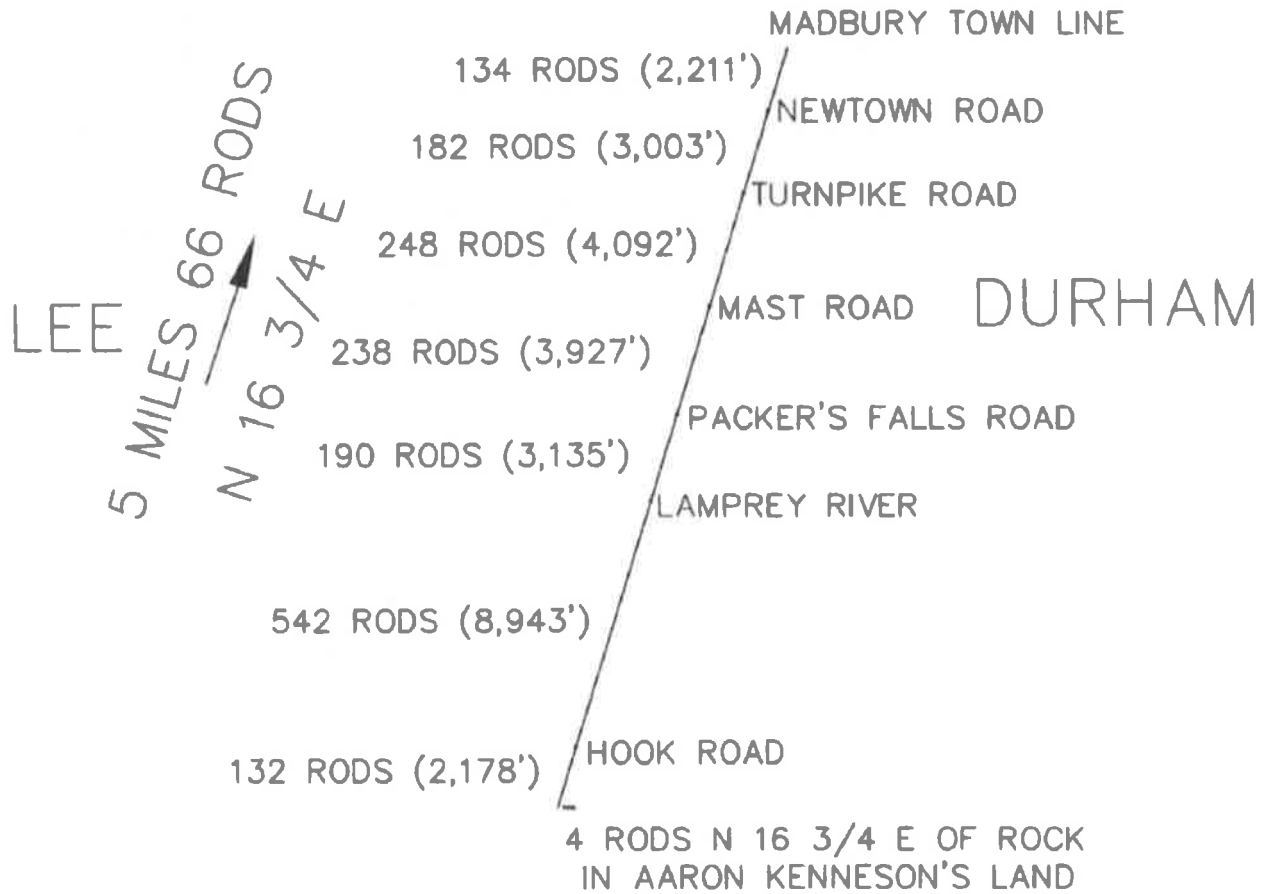 MADBURY TOWN LINE
134 RODS (2,211')
NEWTOWN ROAD
182 RODS (3,003')
TURNPIKE ROAD
248 RODS (4,092')
MAST ROAD
DURHAM
LEE
5 MILES 66 RODS
N 16 3/4 E
238 RODS (3,927')
PACKER'S FALLS ROAD
190 RODS (3,135')
LAMPREY RIVER
542 RODS (8,943')
HOOK ROAD
132 RODS (2,178')
4 RODS N 16 3/4 E OF ROCK
IN AARON KENNESON'S LAND